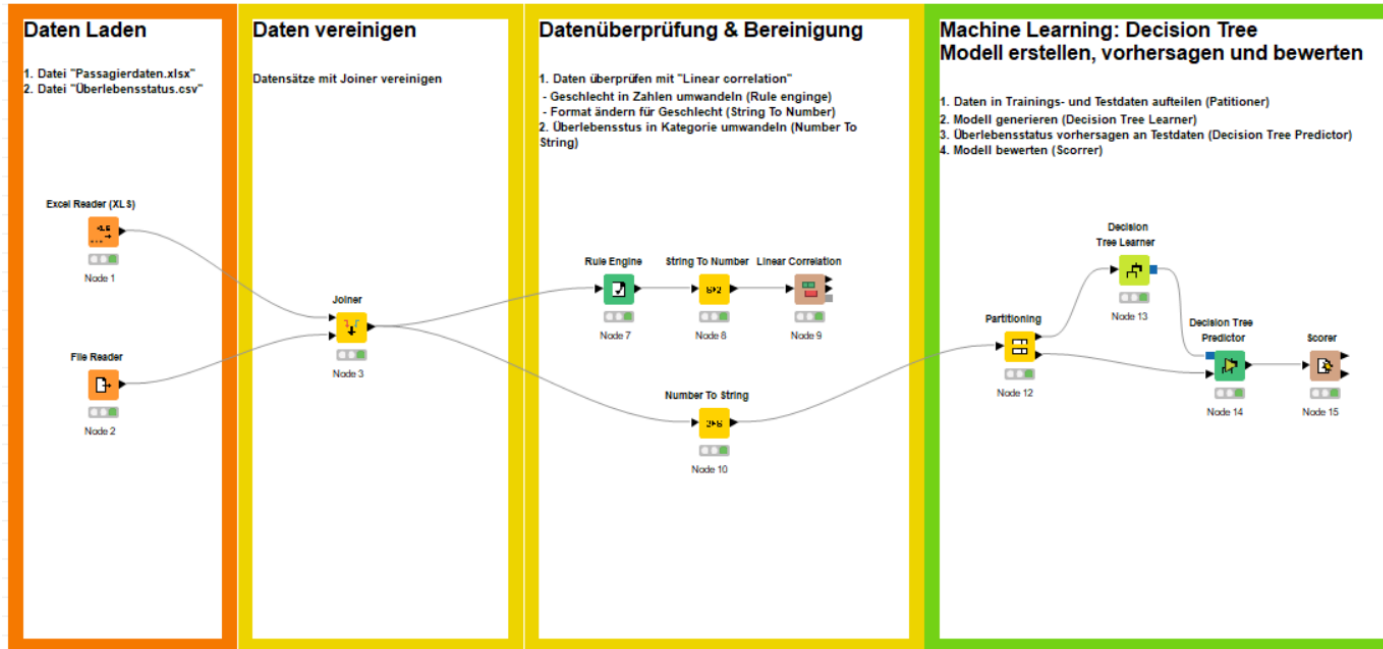 Daten Laden
1. Datei "Passagierdaten.xlsx"
2. Datei "Überlebensstatus.csv"
Excel Reader (XLS)
Node 1
File Reader
Node 2
Daten vereinigen
Datensätze mit Joiner vereinigen
Joiner
Node 3
Datenüberprüfung & Bereinigung
1. Daten überprüfen mit "Linear correlation"
- Geschlecht in Zahlen umwandeln (Rule enginge)
- Format ändern für Geschlecht (String To Number)
2. Überlebensstus in Kategorie umwandeln (Number To
String)
Rule Engine
Node 7
String To Number
Node 8
Linear Correlation
Node 9
Number To String
Node 10
Machine Learning: Decision Tree
Modell erstellen, vorhersagen und bewerten
1. Daten in Trainings- und Testdaten aufteilen (Patitioner)
2. Modell generieren (Decision Tree Learner)
3. Überlebensstatus vorhersagen an Testdaten (Decision Tree Predictor)
4. Modell bewerten (Scorrer)
Partitioning
Node 12
Decision
Tree Learner
Node 13
Decision Tree
Predictor
Node 14
Scorer
Node 15